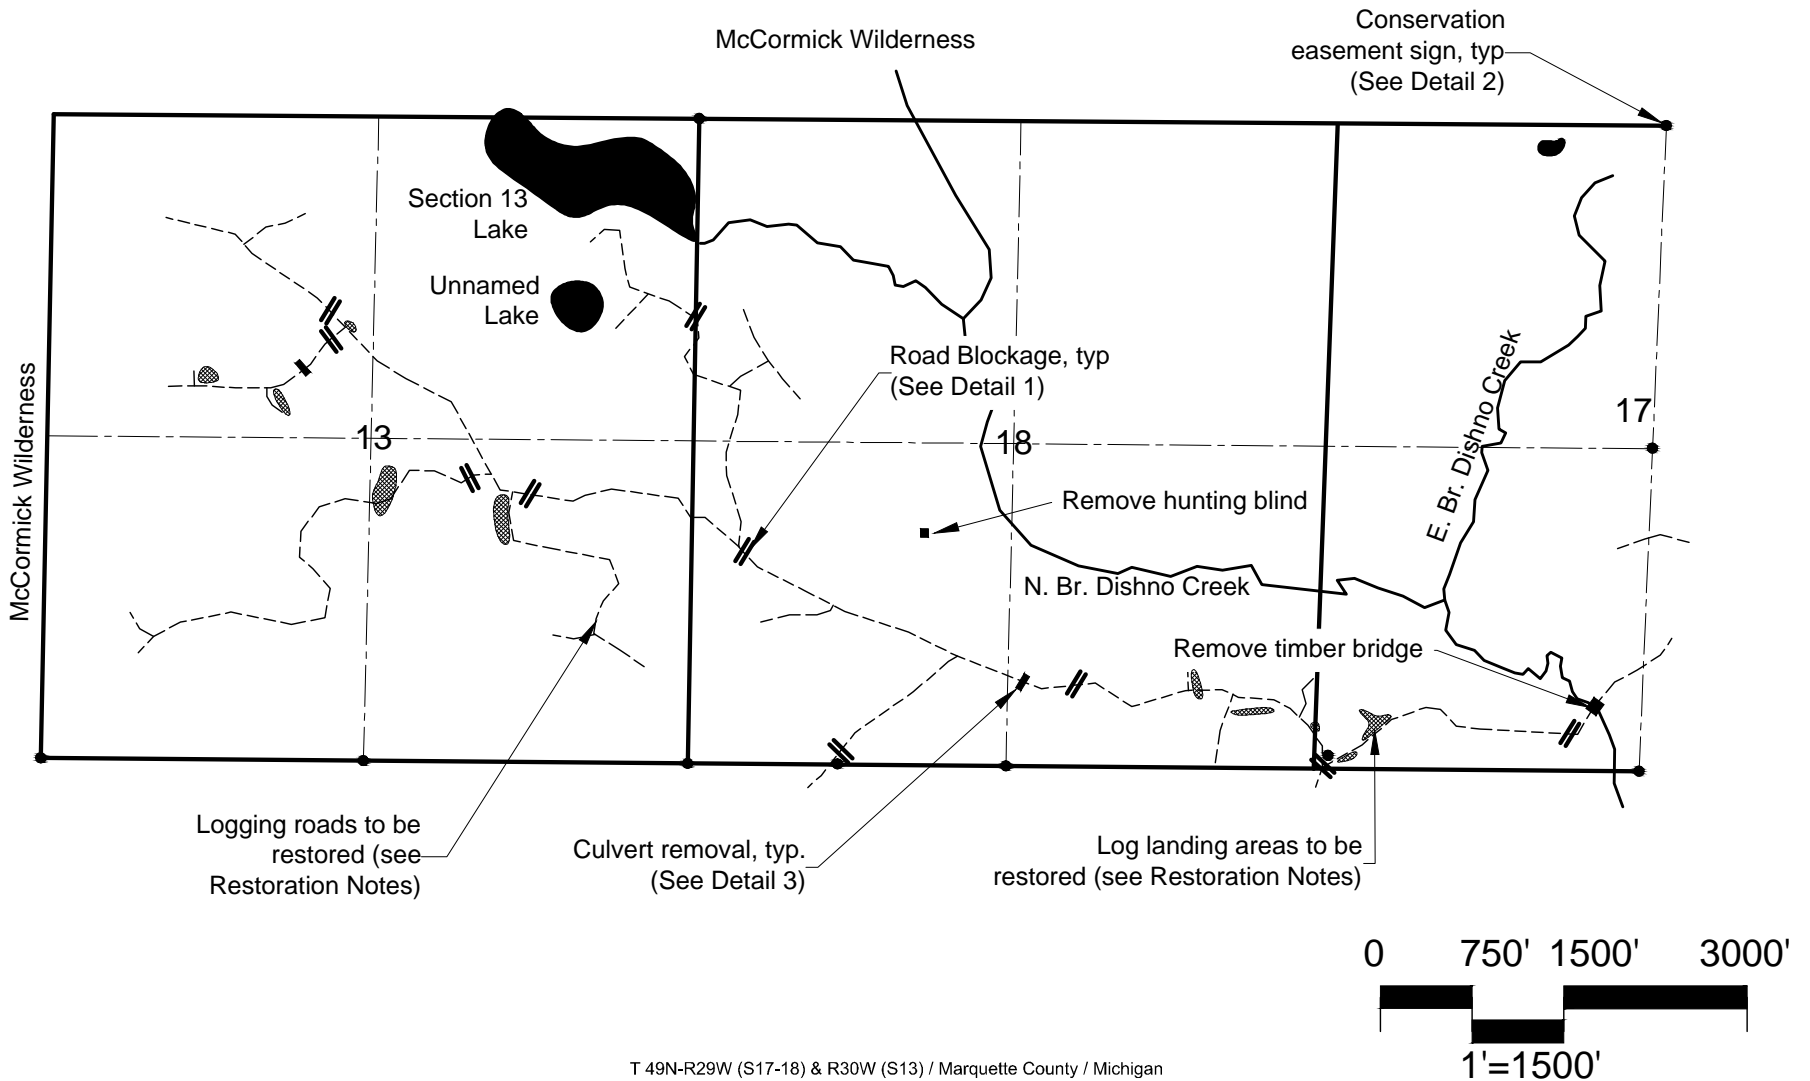 McCormick Wilderness
Conservation
easement sign, typ
(See Detail 2)
Section 13
Lake
Unnamed
Lake
McCormick Wilderness
Road Blockage, typ
(See Detail 1)
13
18
17
E. Br. Dishno Creek
Remove hunting blind
N. Br. Dishno Creek
Remove timber bridge
Logging roads to be
restored (see
Restoration Notes)
Culvert removal, typ.
(See Detail 3)
Log landing areas to be
restored (see Restoration Notes)
0 750' 1500' 3000'
1'=1500'
T 49N-R29W (S17-18) & R30W (S13) / Marquette County / Michigan